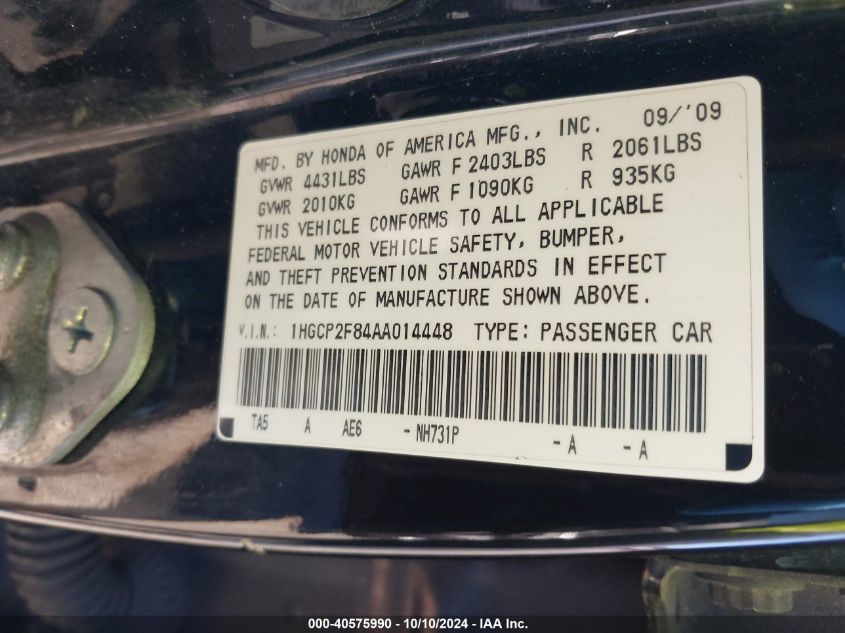 MFD. BY HONDA OF AMERICA MFG., INC. 09/'09
GVWR 4431LBS GAWR F 2403LBS R 2061LBS
GVWR 2010KG GAWR F 1090KG R 935KG
THIS VEHICLE CONFORMS TO ALL APPLICABLE
FEDERAL MOTOR VEHICLE SAFETY, BUMPER,
AND THEFT PREVENTION STANDARDS IN EFFECT
ON THE DATE OF MANUFACTURE SHOWN ABOVE.
V.I.N.: 1HGCP2F84AA014448 TYPE: PASSENGER CAR
TA5 A AE6 - NH731P -A -A
000-40575990 - 10/10/2024 - IAA Inc.